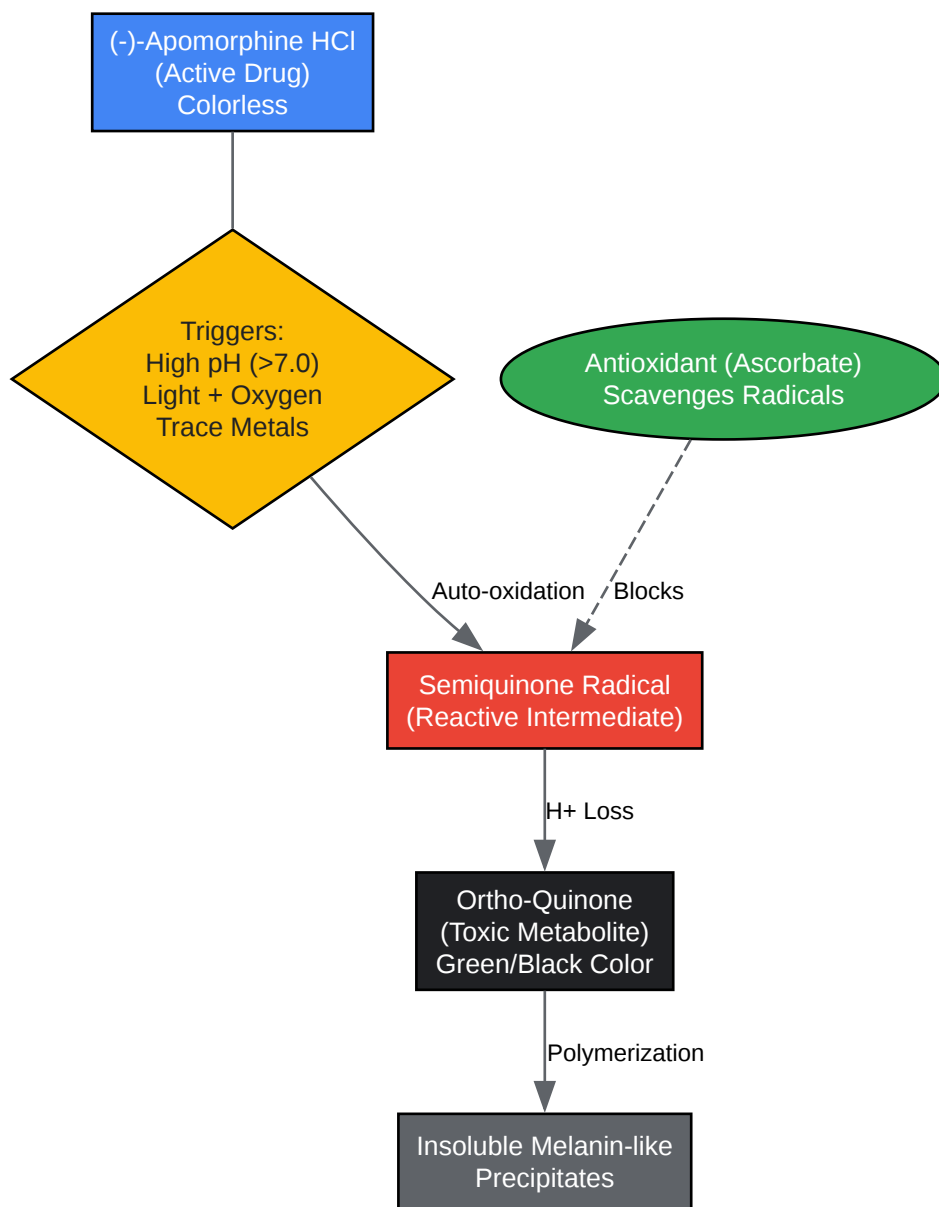 (-)-Apomorphine HCl
(Active Drug)
Colorless
Triggers:
High pH (>7.0)
Light + Oxygen
Trace Metals
Antioxidant (Ascorbate)
Scavenges Radicals
Auto-oxidation
Blocks
Semiquinone Radical
(Reactive Intermediate)
H+ Loss
Ortho-Quinone
(Toxic Metabolite)
Green/Black Color
Polymerization
Insoluble Melanin-like
Precipitates